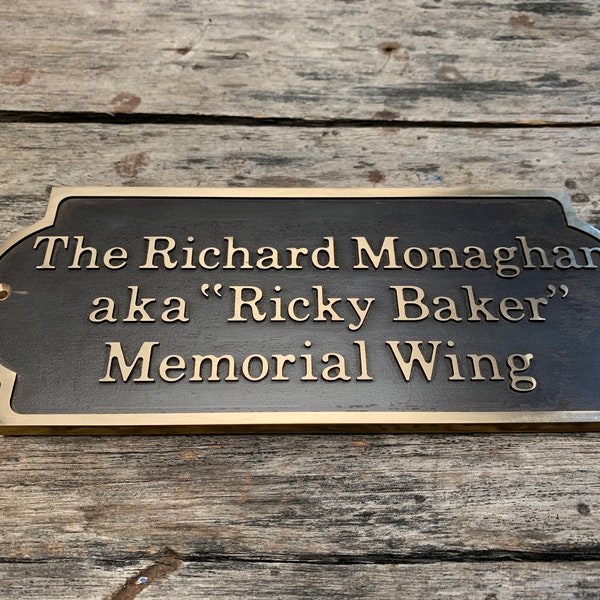 The Richard Monaghan
aka “Ricky Baker”
Memorial Wing